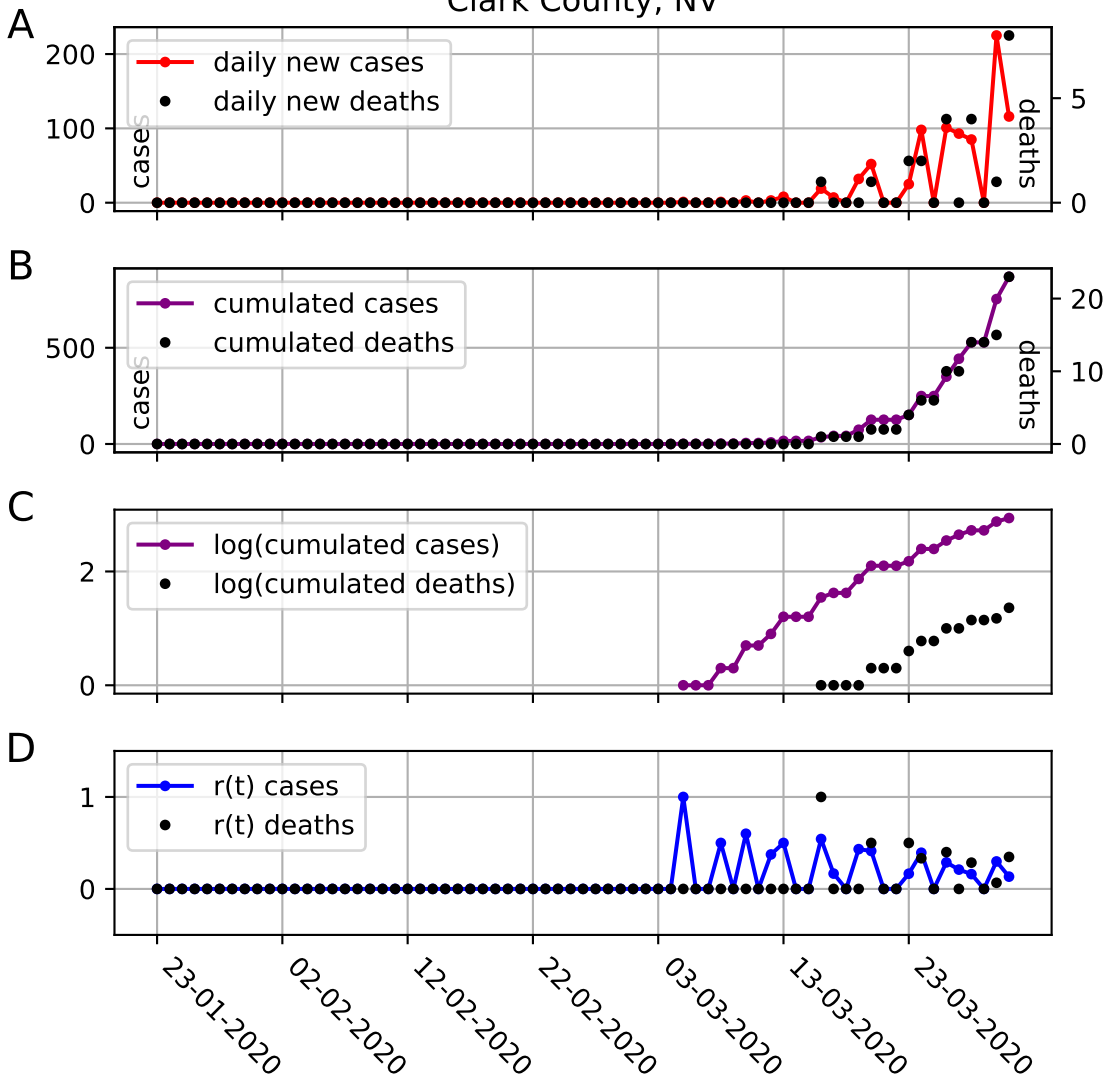 Clark County, NV
A
200
100
0
cases
daily new cases
daily new deaths
5
0
deaths
B
500
0
cases
cumulated cases
cumulated deaths
20
10
0
deaths
C
2
0
log(cumulated cases)
log(cumulated deaths)
D
1
0
r(t) cases
r(t) deaths
23-01-2020
02-02-2020
12-02-2020
22-02-2020
03-03-2020
13-03-2020
23-03-2020